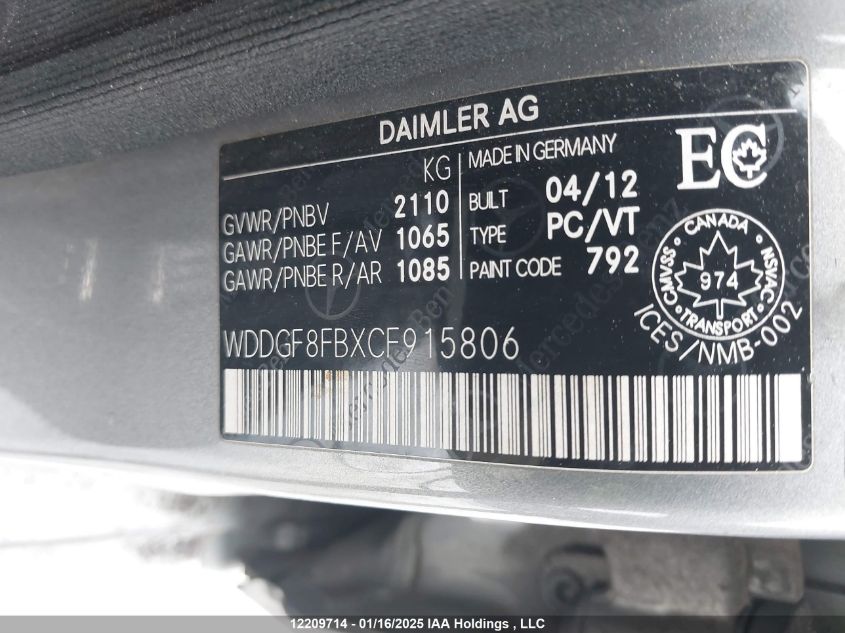 DAIMLER AG
KG
GVWR/PNBV 2110
GAWR/PNBE F/AV 1065
GAWR/PNBE R/AR 1085
MADE IN GERMANY
BUILT 04/12
TYPE PC/VT
PAINT CODE 792
EC
CANADA
CMVSS 974 NSVAC
TRANSPORT
ICES/NMB-002
WDDGF8FBXCF915806
Mercedes-Benz
12209714 - 01/16/2025 IAA Holdings , LLC